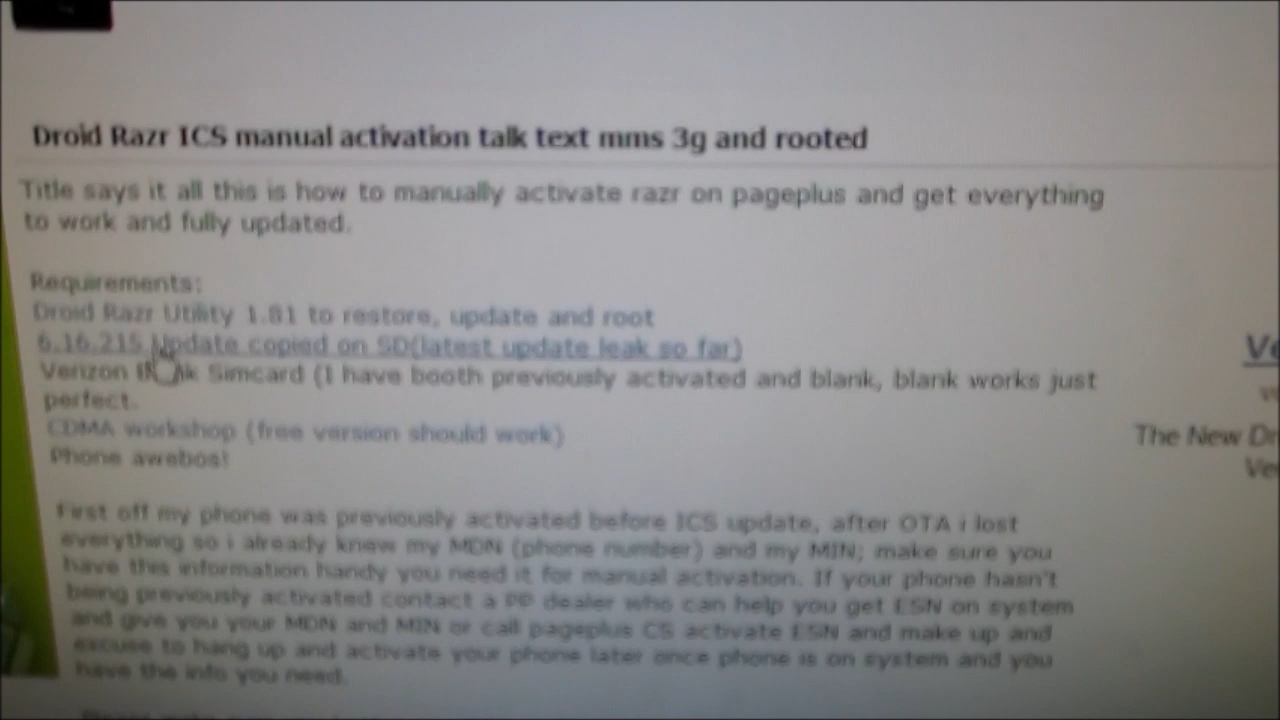 Droid Razr ICS manual activation talk text mms 3g and rooted
Title says it all this is how to manually activate razr on pageplus and get everything
to work and fully updated.
Requirements:
Droid Razr Utility 1.81 to restore, update and root
6.16.215 Update copied on SD(latest update leak so far)
Verizon Simcard (I have booth previously activated and blank, blank works just
perfect.
CDMA workshop (free version should work)
The New Dr
Phone awebos!
First off my phone was previously activated before ICS update, after OTA i lost
everything so i already knew my MDN (phone number) and my MIN; make sure you
have this information handy you need it for manual activation. If your phone hasn't
being previously activated contact a PP dealer who can help you get ESN on system
and give you your MDN and MIN or call pageplus CS activate ESN and make up and
excuse to hang up and activate your phone later once phone is on system and you
have the info you need.